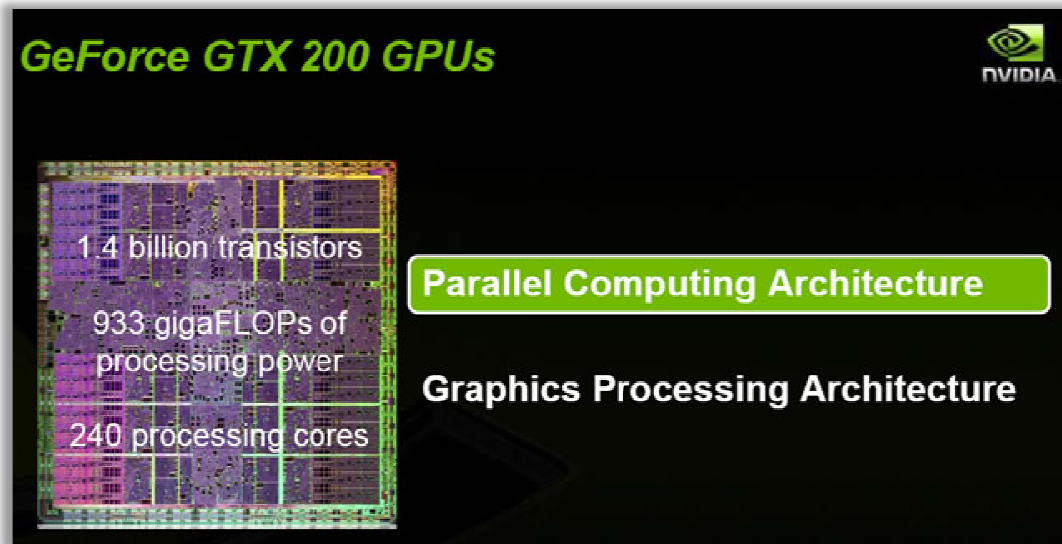 GeForce GTX 200 GPUs
NVIDIA
1.4 billion transistors
933 gigaFLOPs of
processing power
240 processing cores
Parallel Computing Architecture
Graphics Processing Architecture